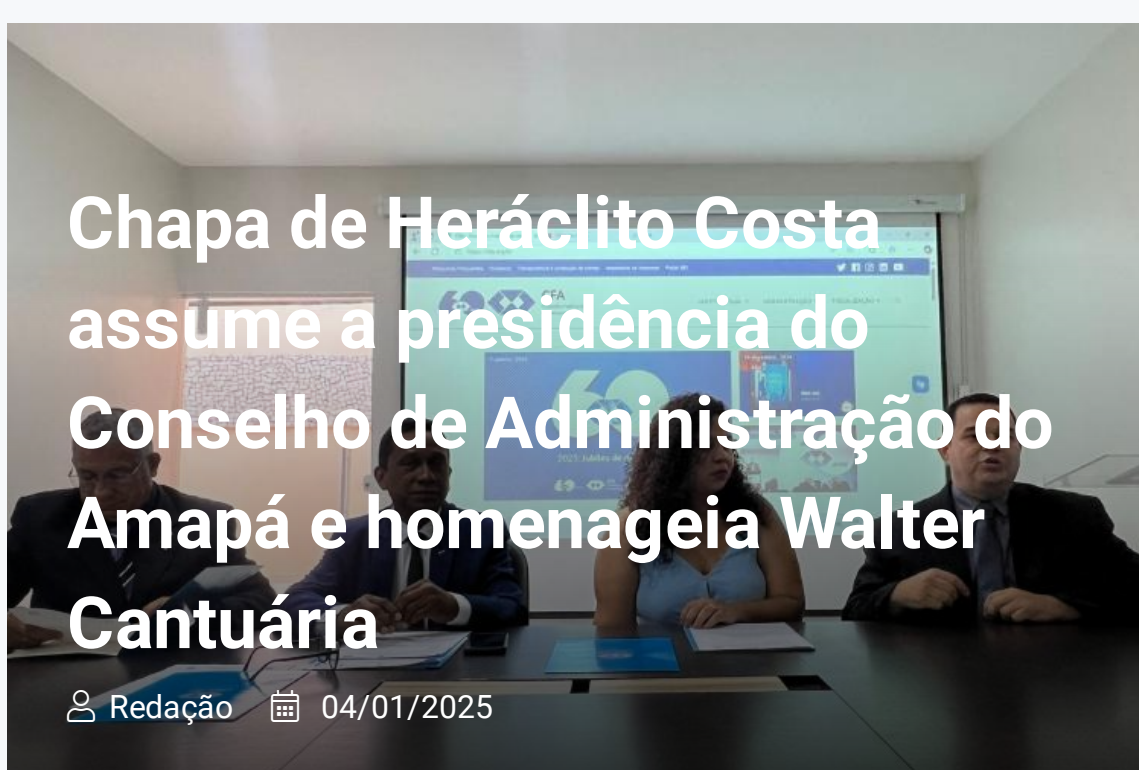 CFA
Chapa de Heráclito Costa
assume a presidência do
Conselho de Administração do
Amapá e homenageia Walter
Cantuária
Redação 04/01/2025